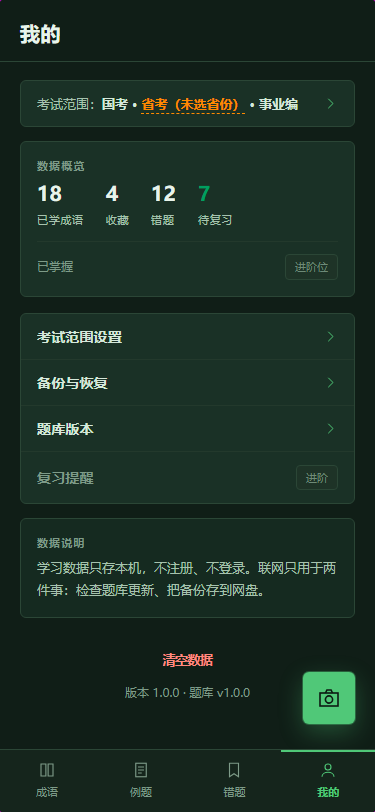 我的
考试范围：国考 • 省考（未选省份） • 事业编
数据概览
18 4 12 7
已学成语 收藏 错题 待复习
已掌握 进阶位
考试范围设置
备份与恢复
题库版本
复习提醒 进阶
数据说明
学习数据只存本机，不注册、不登录。联网只用于两
件事：检查题库更新、把备份存到网盘。
清空数据
版本 1.0.0 · 题库 v1.0.0
成语 例题 错题 我的